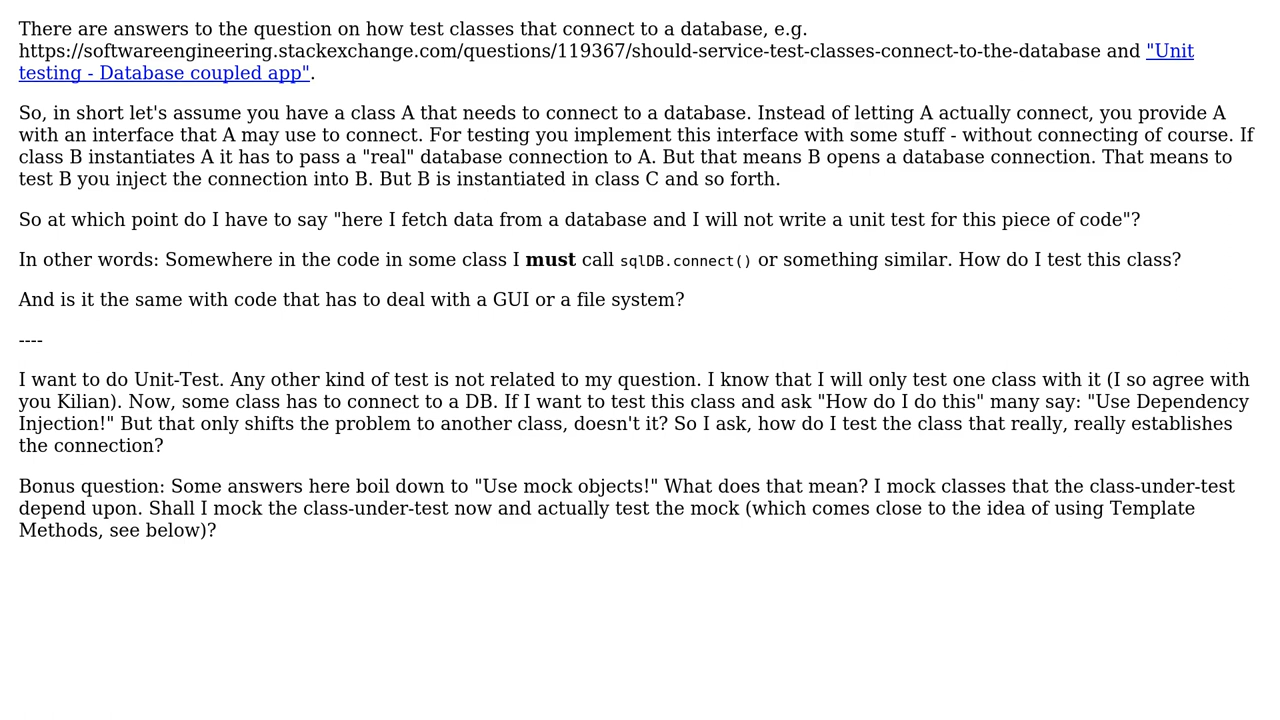 There are answers to the question on how test classes that connect to a database, e.g.
https://softwareengineering.stackexchange.com/questions/119367/should-service-test-classes-connect-to-the-database and "Unit
testing - Database coupled app".
So, in short let's assume you have a class A that needs to connect to a database. Instead of letting A actually connect, you provide A
with an interface that A may use to connect. For testing you implement this interface with some stuff - without connecting of course. If
class B instantiates A it has to pass a "real" database connection to A. But that means B opens a database connection. That means to
test B you inject the connection into B. But B is instantiated in class C and so forth.
So at which point do I have to say "here I fetch data from a database and I will not write a unit test for this piece of code"?
In other words: Somewhere in the code in some class I must call sqlDB.connect() or something similar. How do I test this class?
And is it the same with code that has to deal with a GUI or a file system?
----
I want to do Unit-Test. Any other kind of test is not related to my question. I know that I will only test one class with it (I so agree with
you Kilian). Now, some class has to connect to a DB. If I want to test this class and ask "How do I do this" many say: "Use Dependency
Injection!" But that only shifts the problem to another class, doesn't it? So I ask, how do I test the class that really, really establishes
the connection?
Bonus question: Some answers here boil down to "Use mock objects!" What does that mean? I mock classes that the class-under-test
depend upon. Shall I mock the class-under-test now and actually test the mock (which comes close to the idea of using Template
Methods, see below)?